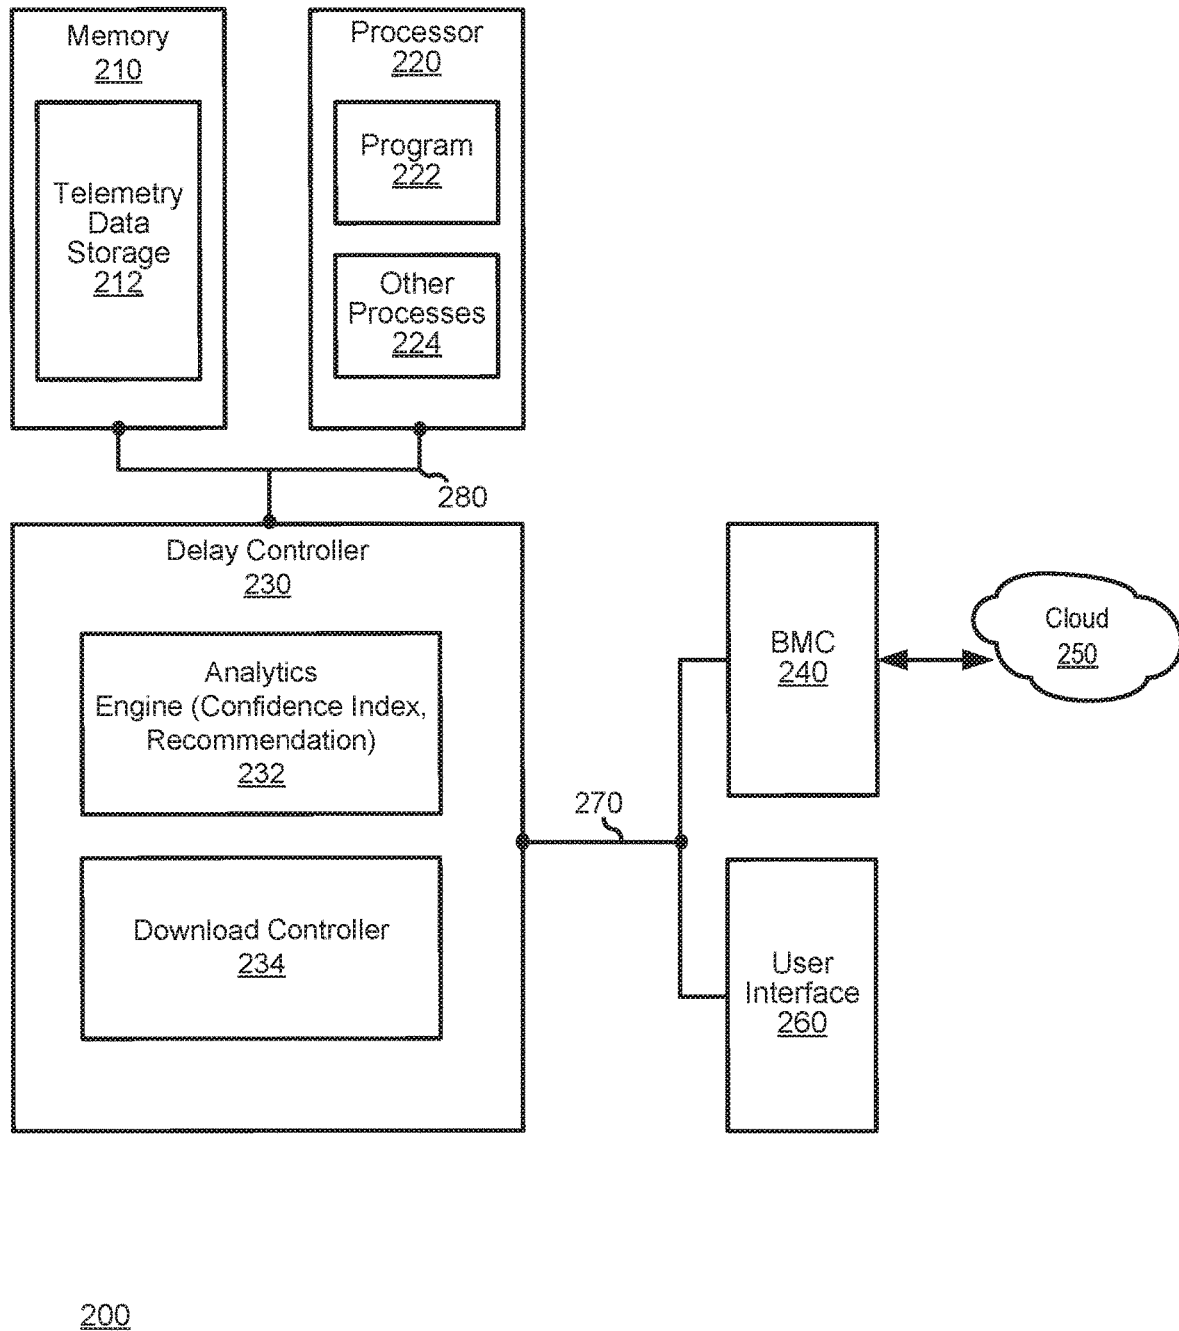 Memory
210
Telemetry
Data
Storage
212
Processor
220
Program
222
Other
Processes
224
280
Delay Controller
230
Analytics
Engine (Confidence Index,
Recommendation)
232
Download Controller
234
270
BMC
240
Cloud
250
User
Interface
260
200